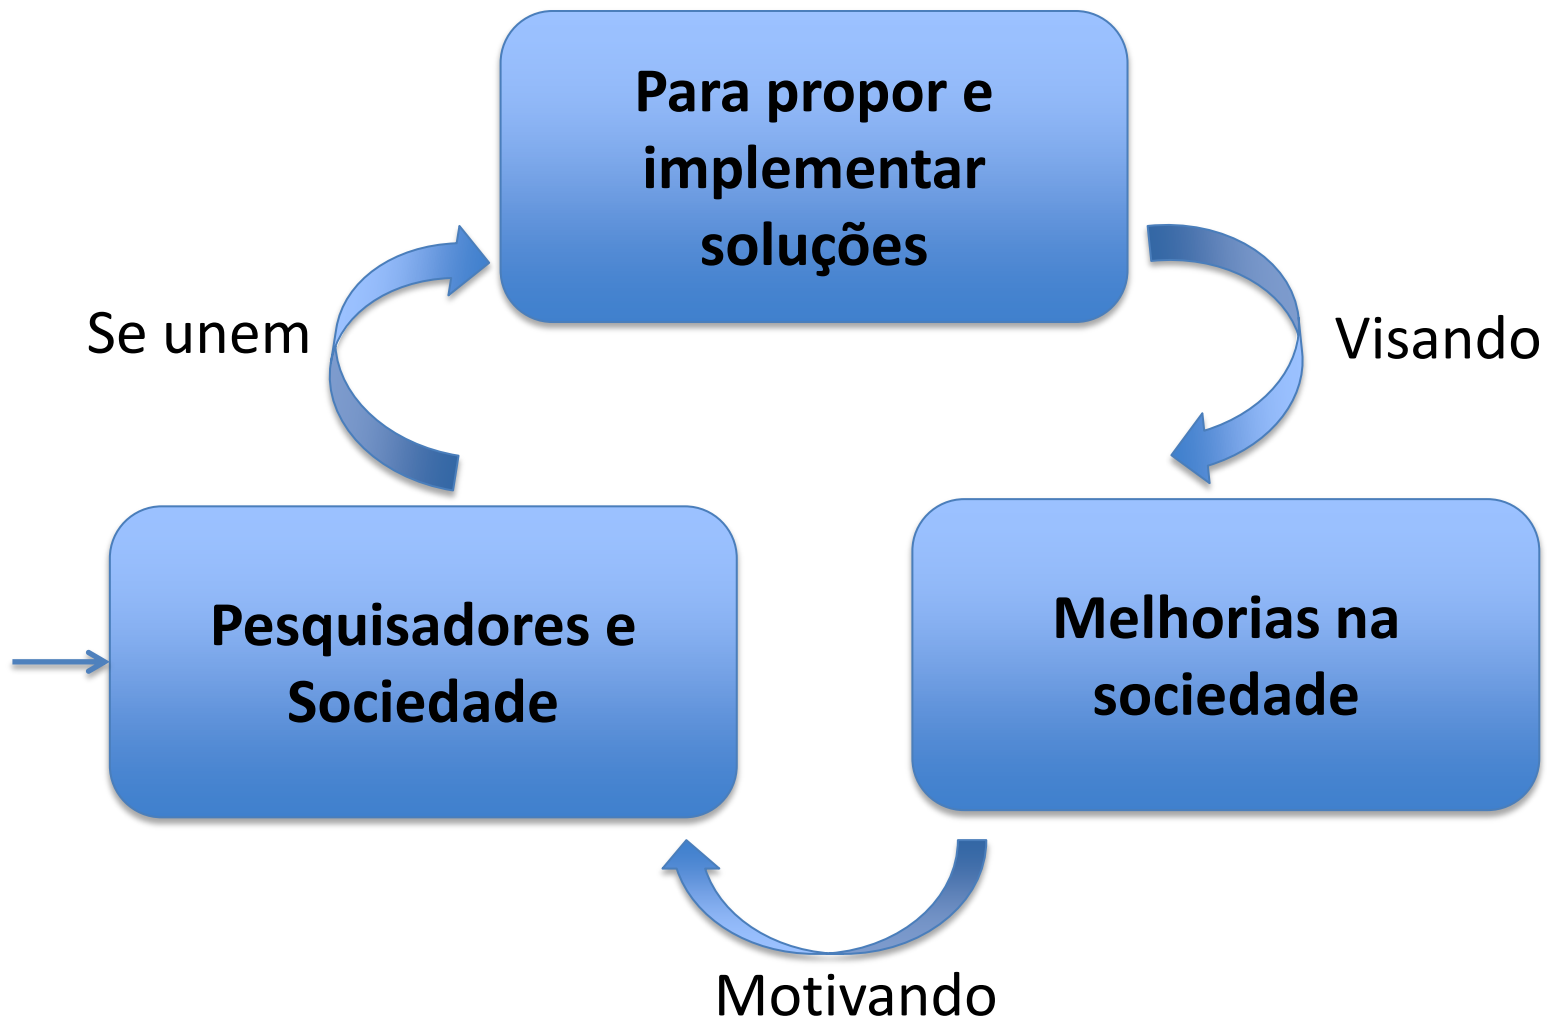 Para propor e
implementar
soluções
Se unem
Visando
Pesquisadores e
Sociedade
Melhorias na
sociedade
Motivando